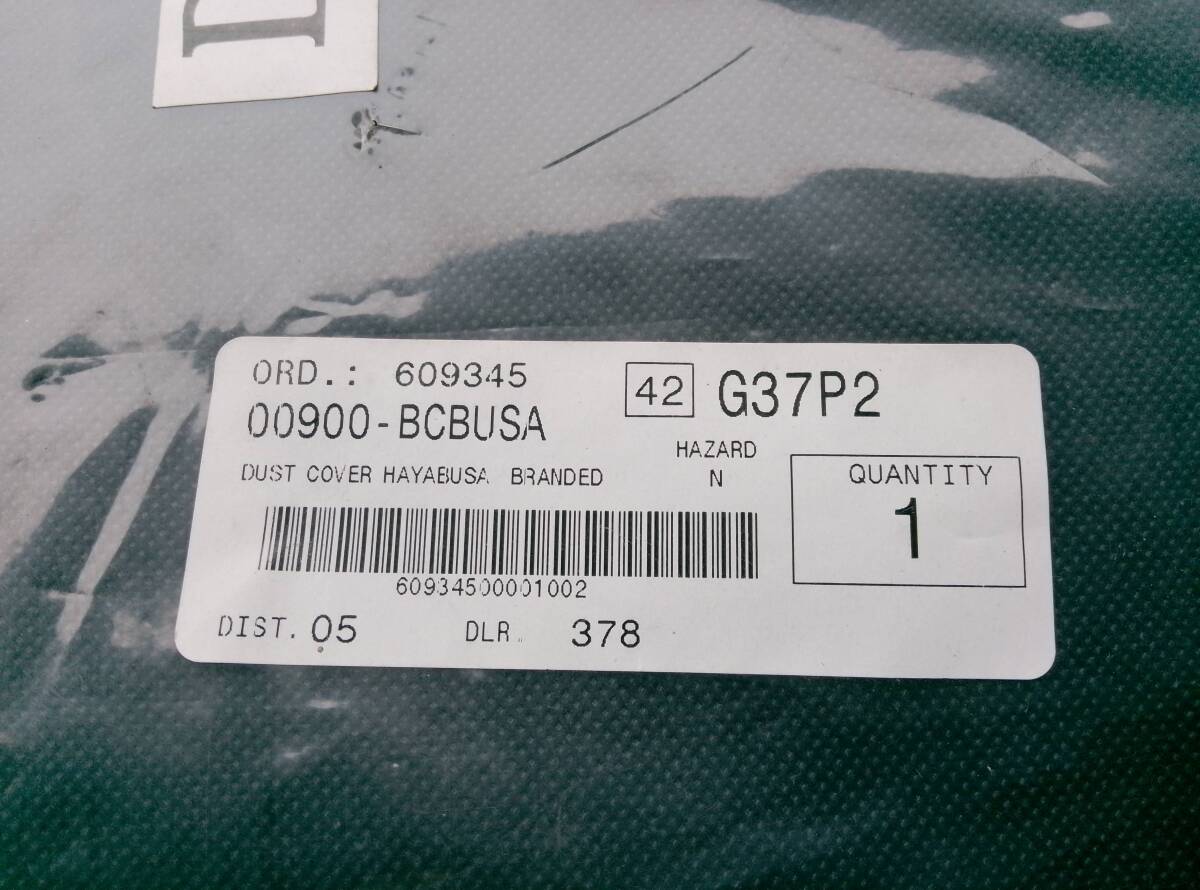 ORD.: 609345
42 G37P2
00900-BCBUSA
HAZARD
DUST COVER HAYABUSA BRANDED N
QUANTITY
1
60934500001002
DIST. 05 DLR. 378